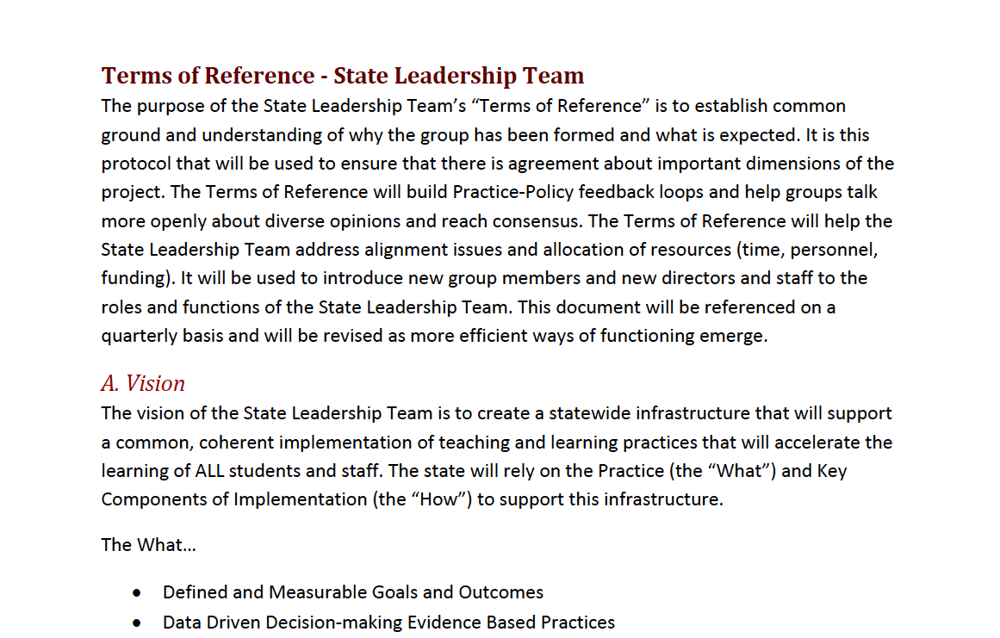 Terms of Reference - State Leadership Team
The purpose of the State Leadership Team’s “Terms of Reference” is to establish common
ground and understanding of why the group has been formed and what is expected. It is this
protocol that will be used to ensure that there is agreement about important dimensions of the
project. The Terms of Reference will build Practice-Policy feedback loops and help groups talk
more openly about diverse opinions and reach consensus. The Terms of Reference will help the
State Leadership Team address alignment issues and allocation of resources (time, personnel,
funding). It will be used to introduce new group members and new directors and staff to the
roles and functions of the State Leadership Team. This document will be referenced on a
quarterly basis and will be revised as more efficient ways of functioning emerge.
A. Vision
The vision of the State Leadership Team is to create a statewide infrastructure that will support
a common, coherent implementation of teaching and learning practices that will accelerate the
learning of ALL students and staff. The state will rely on the Practice (the “What”) and Key
Components of Implementation (the “How”) to support this infrastructure.
The What…
• Defined and Measurable Goals and Outcomes
• Data Driven Decision-making Evidence Based Practices